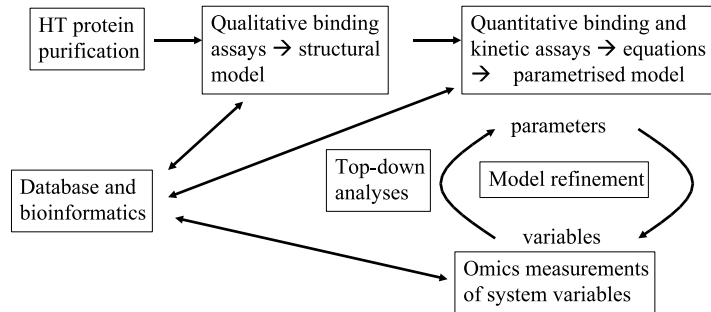 HT protein
purification
Qualitative binding
assays → structural
model
Quantitative binding and
kinetic assays → equations
→ parametrised model
parameters
Top-down
analyses
Model refinement
Database and
bioinformatics
variables
Omics measurements
of system variables